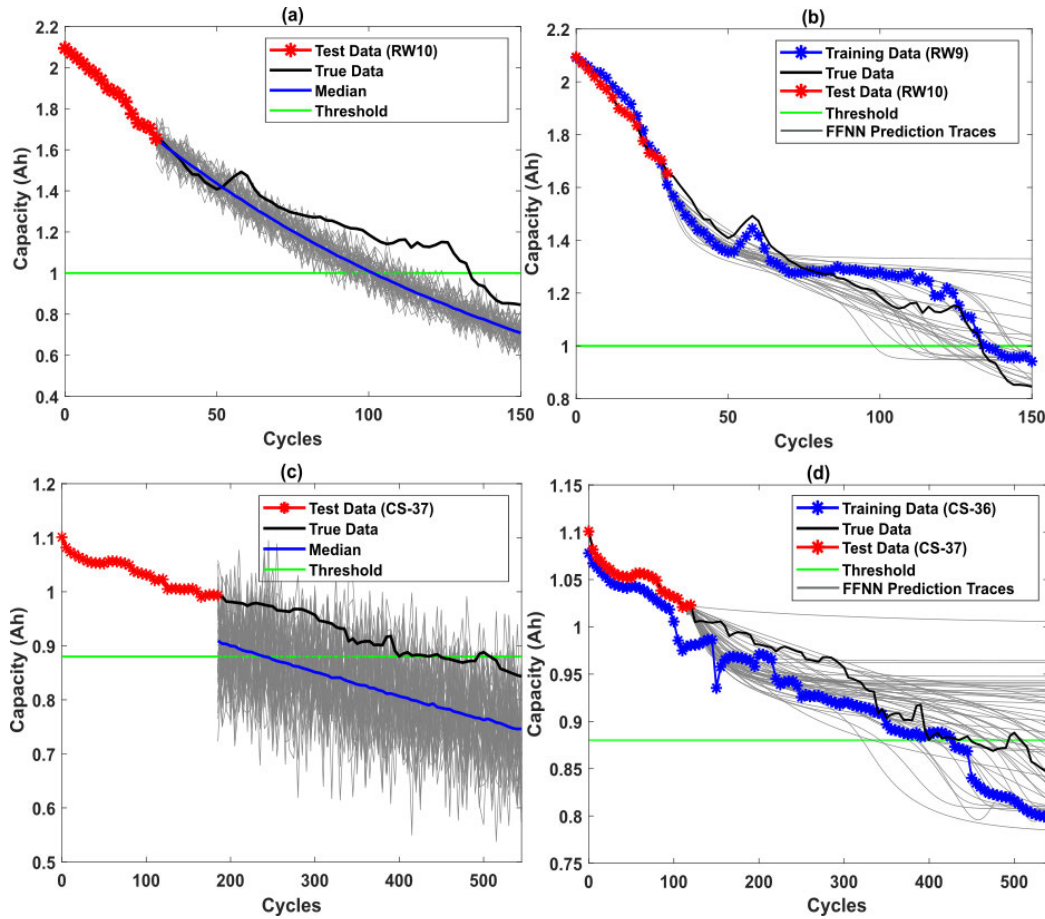 (a)
2.2
2
1.8
1.6
1.4
1.2
1
0.8
0.6
0.4
Capacity (Ah)
Test Data (RW10)
True Data
Median
Threshold
0 50 100 150
Cycles
(b)
2.2
2
1.8
1.6
1.4
1.2
1
0.8
Capacity (Ah)
Training Data (RW9)
True Data
Test Data (RW10)
Threshold
FFNN Prediction Traces
0 50 100 150
Cycles
(c)
1.2
1.1
1
0.9
0.8
0.7
0.6
0.5
Capacity (Ah)
Test Data (CS-37)
True Data
Median
Threshold
0 100 200 300 400 500
Cycles
(d)
1.15
1.1
1.05
1
0.95
0.9
0.85
0.8
0.75
Capacity (Ah)
Training Data (CS-36)
True Data
Test Data (CS-37)
Threshold
FFNN Prediction Traces
0 100 200 300 400 500
Cycles